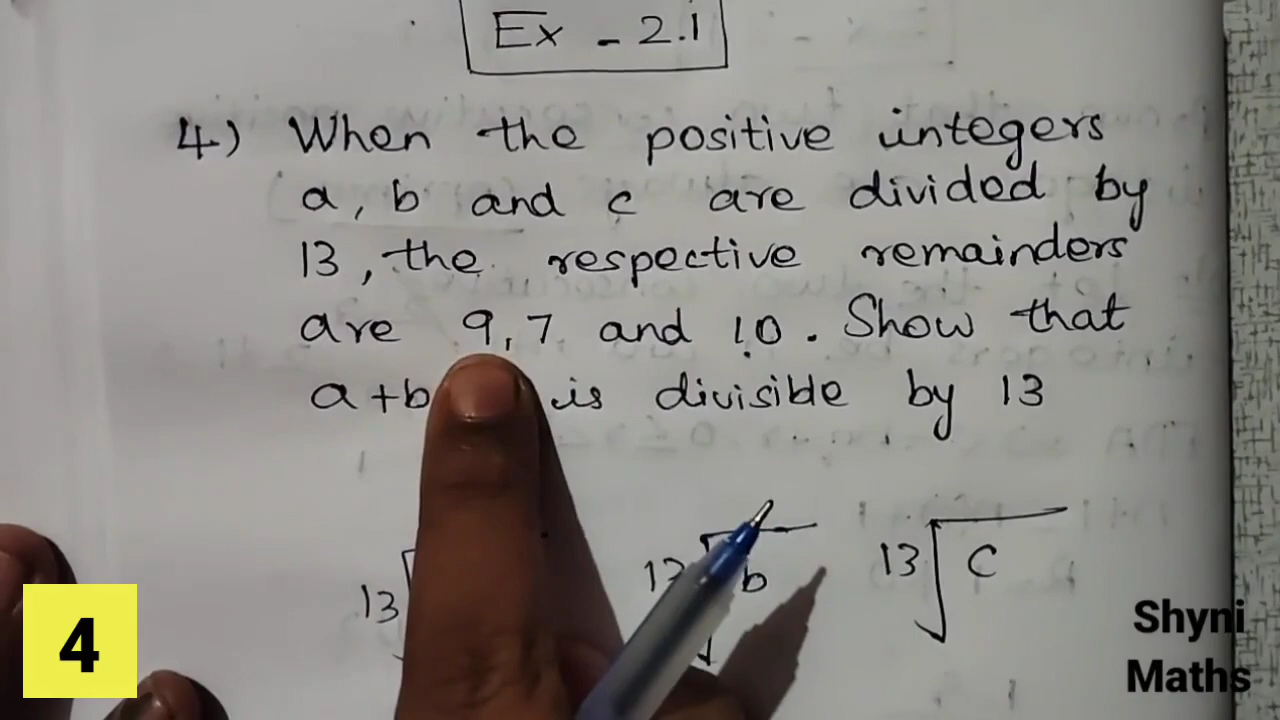 Ex - 2.1
4) When the positive integers
a, b and c are divided by
13, the respective remainders
are 9, 7 and 10. Show that
a+b is divisible by 13
13 b 13 c
13
4
Shyni
Maths